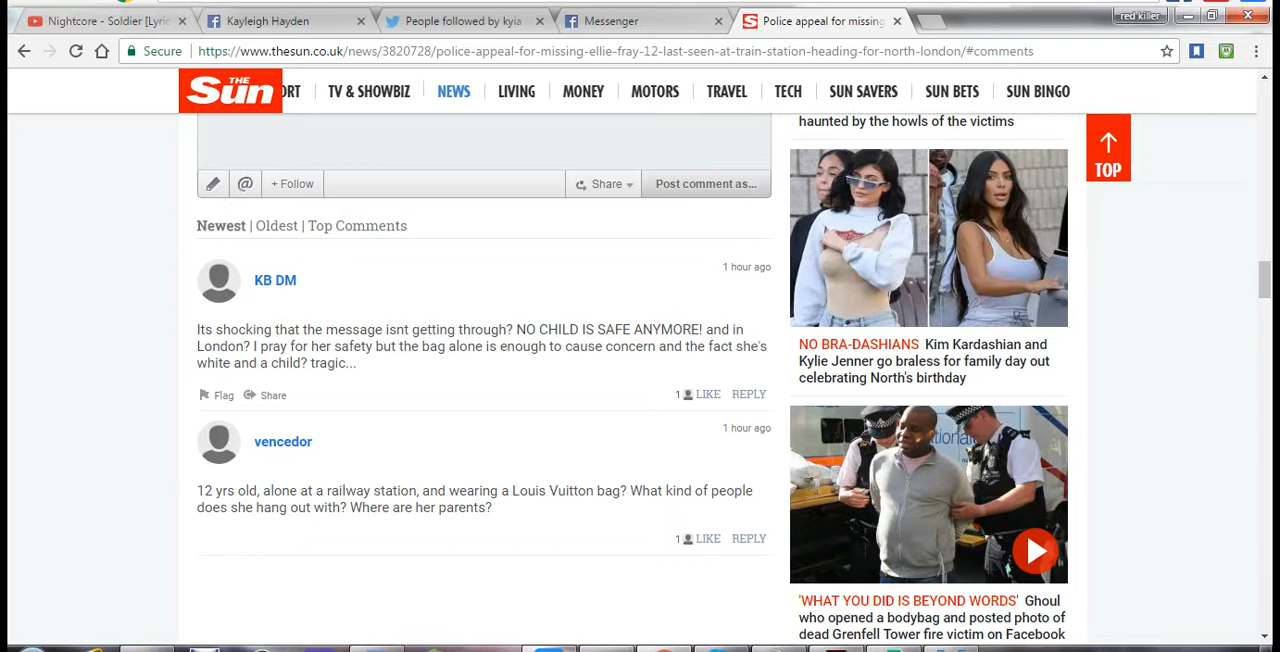 Nightcore - Soldier [Lyric
Kayleigh Hayden
People followed by kyia
Messenger
Police appeal for missing
red killer
Secure
https://www.thesun.co.uk/news/3820728/police-appeal-for-missing-ellie-fray-12-last-seen-at-train-station-heading-for-north-london/#comments
THE Sun
ORT TV & SHOWBIZ NEWS LIVING MONEY MOTORS TRAVEL TECH SUN SAVERS SUN BETS SUN BINGO
haunted by the howls of the victims
TOP
@ + Follow Share Post comment as...
Newest | Oldest | Top Comments
KB DM
1 hour ago
Its shocking that the message isnt getting through? NO CHILD IS SAFE ANYMORE! and in
London? I pray for her safety but the bag alone is enough to cause concern and the fact she's
white and a child? tragic...
Flag Share 1 LIKE REPLY
vencedor
1 hour ago
12 yrs old, alone at a railway station, and wearing a Louis Vuitton bag? What kind of people
does she hang out with? Where are her parents?
1 LIKE REPLY
NO BRA-DASHIANS Kim Kardashian and
Kylie Jenner go braless for family day out
celebrating North's birthday
'WHAT YOU DID IS BEYOND WORDS' Ghoul
who opened a bodybag and posted photo of
dead Grenfell Tower fire victim on Facebook